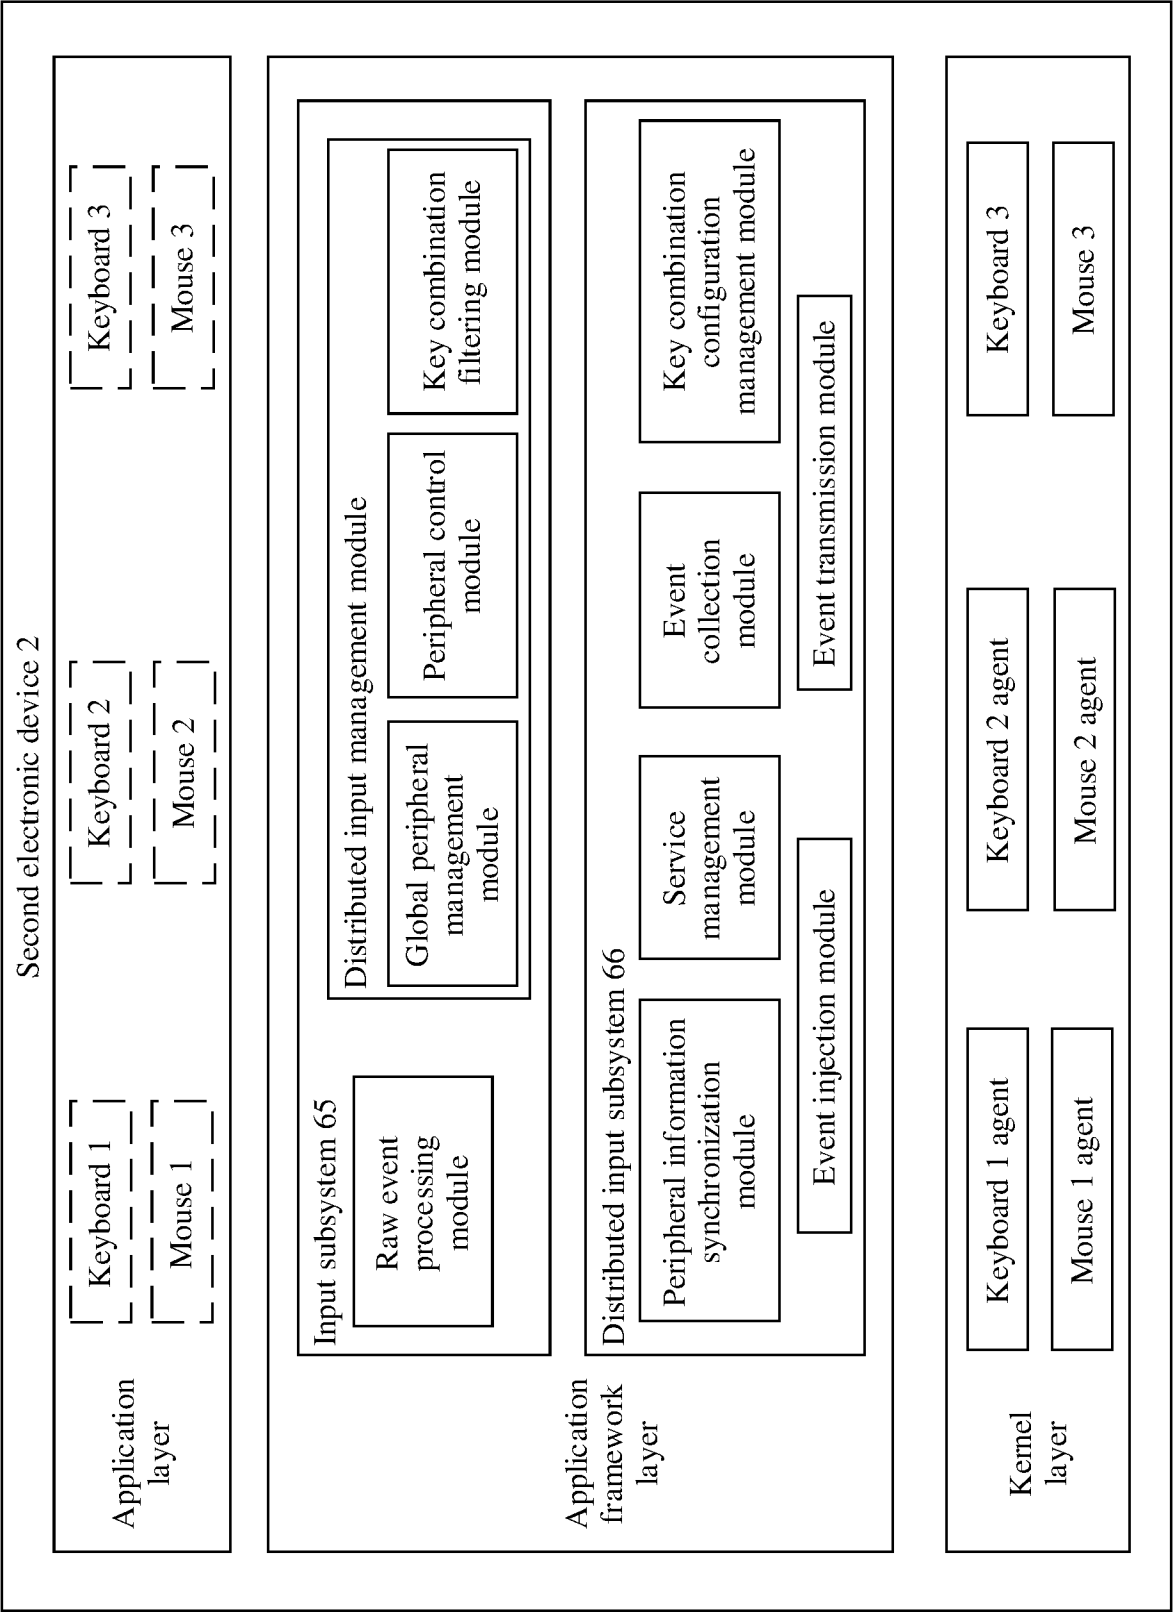 Second electronic device 2
Application
layer
Keyboard 1
Keyboard 2
Keyboard 3
Mouse 1
Mouse 2
Mouse 3
Application
framework
layer
Input subsystem 65
Raw event
processing
module
Distributed input management module
Global peripheral
management
module
Peripheral control
module
Key combination
filtering module
Distributed input subsystem 66
Peripheral information
synchronization
module
Service
management
module
Event
collection
module
Key combination
configuration
management module
Event injection module
Event transmission module
Kernel
layer
Keyboard 1 agent
Keyboard 2 agent
Keyboard 3
Mouse 1 agent
Mouse 2 agent
Mouse 3